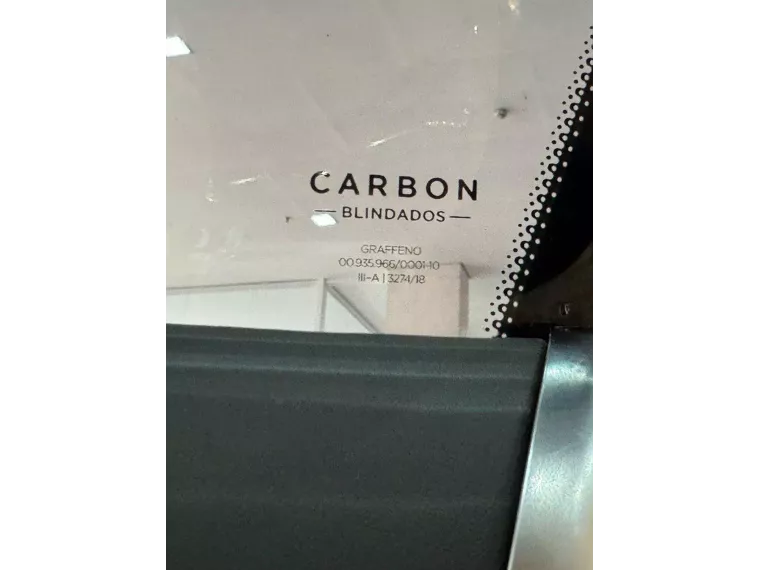 CARBON
— BLINDADOS —
GRAFFENO
00.935.966/0001-10
III-A | 3274/18